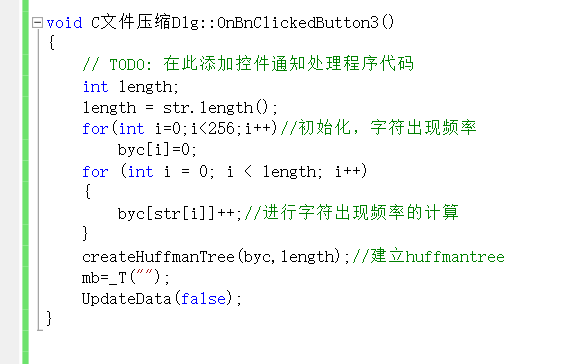 void C文件压缩Dlg::OnBnClickedButton3()
{
// TODO: 在此添加控件通知处理程序代码
int length;
length = str.length();
for(int i=0;i<256;i++)//初始化，字符出现频率
byc[i]=0;
for (int i = 0; i < length; i++)
{
byc[str[i]]++;//进行字符出现频率的计算
}
createHuffmanTree(byc,length);//建立huffmantree
mb=_T("");
UpdateData(false);
}